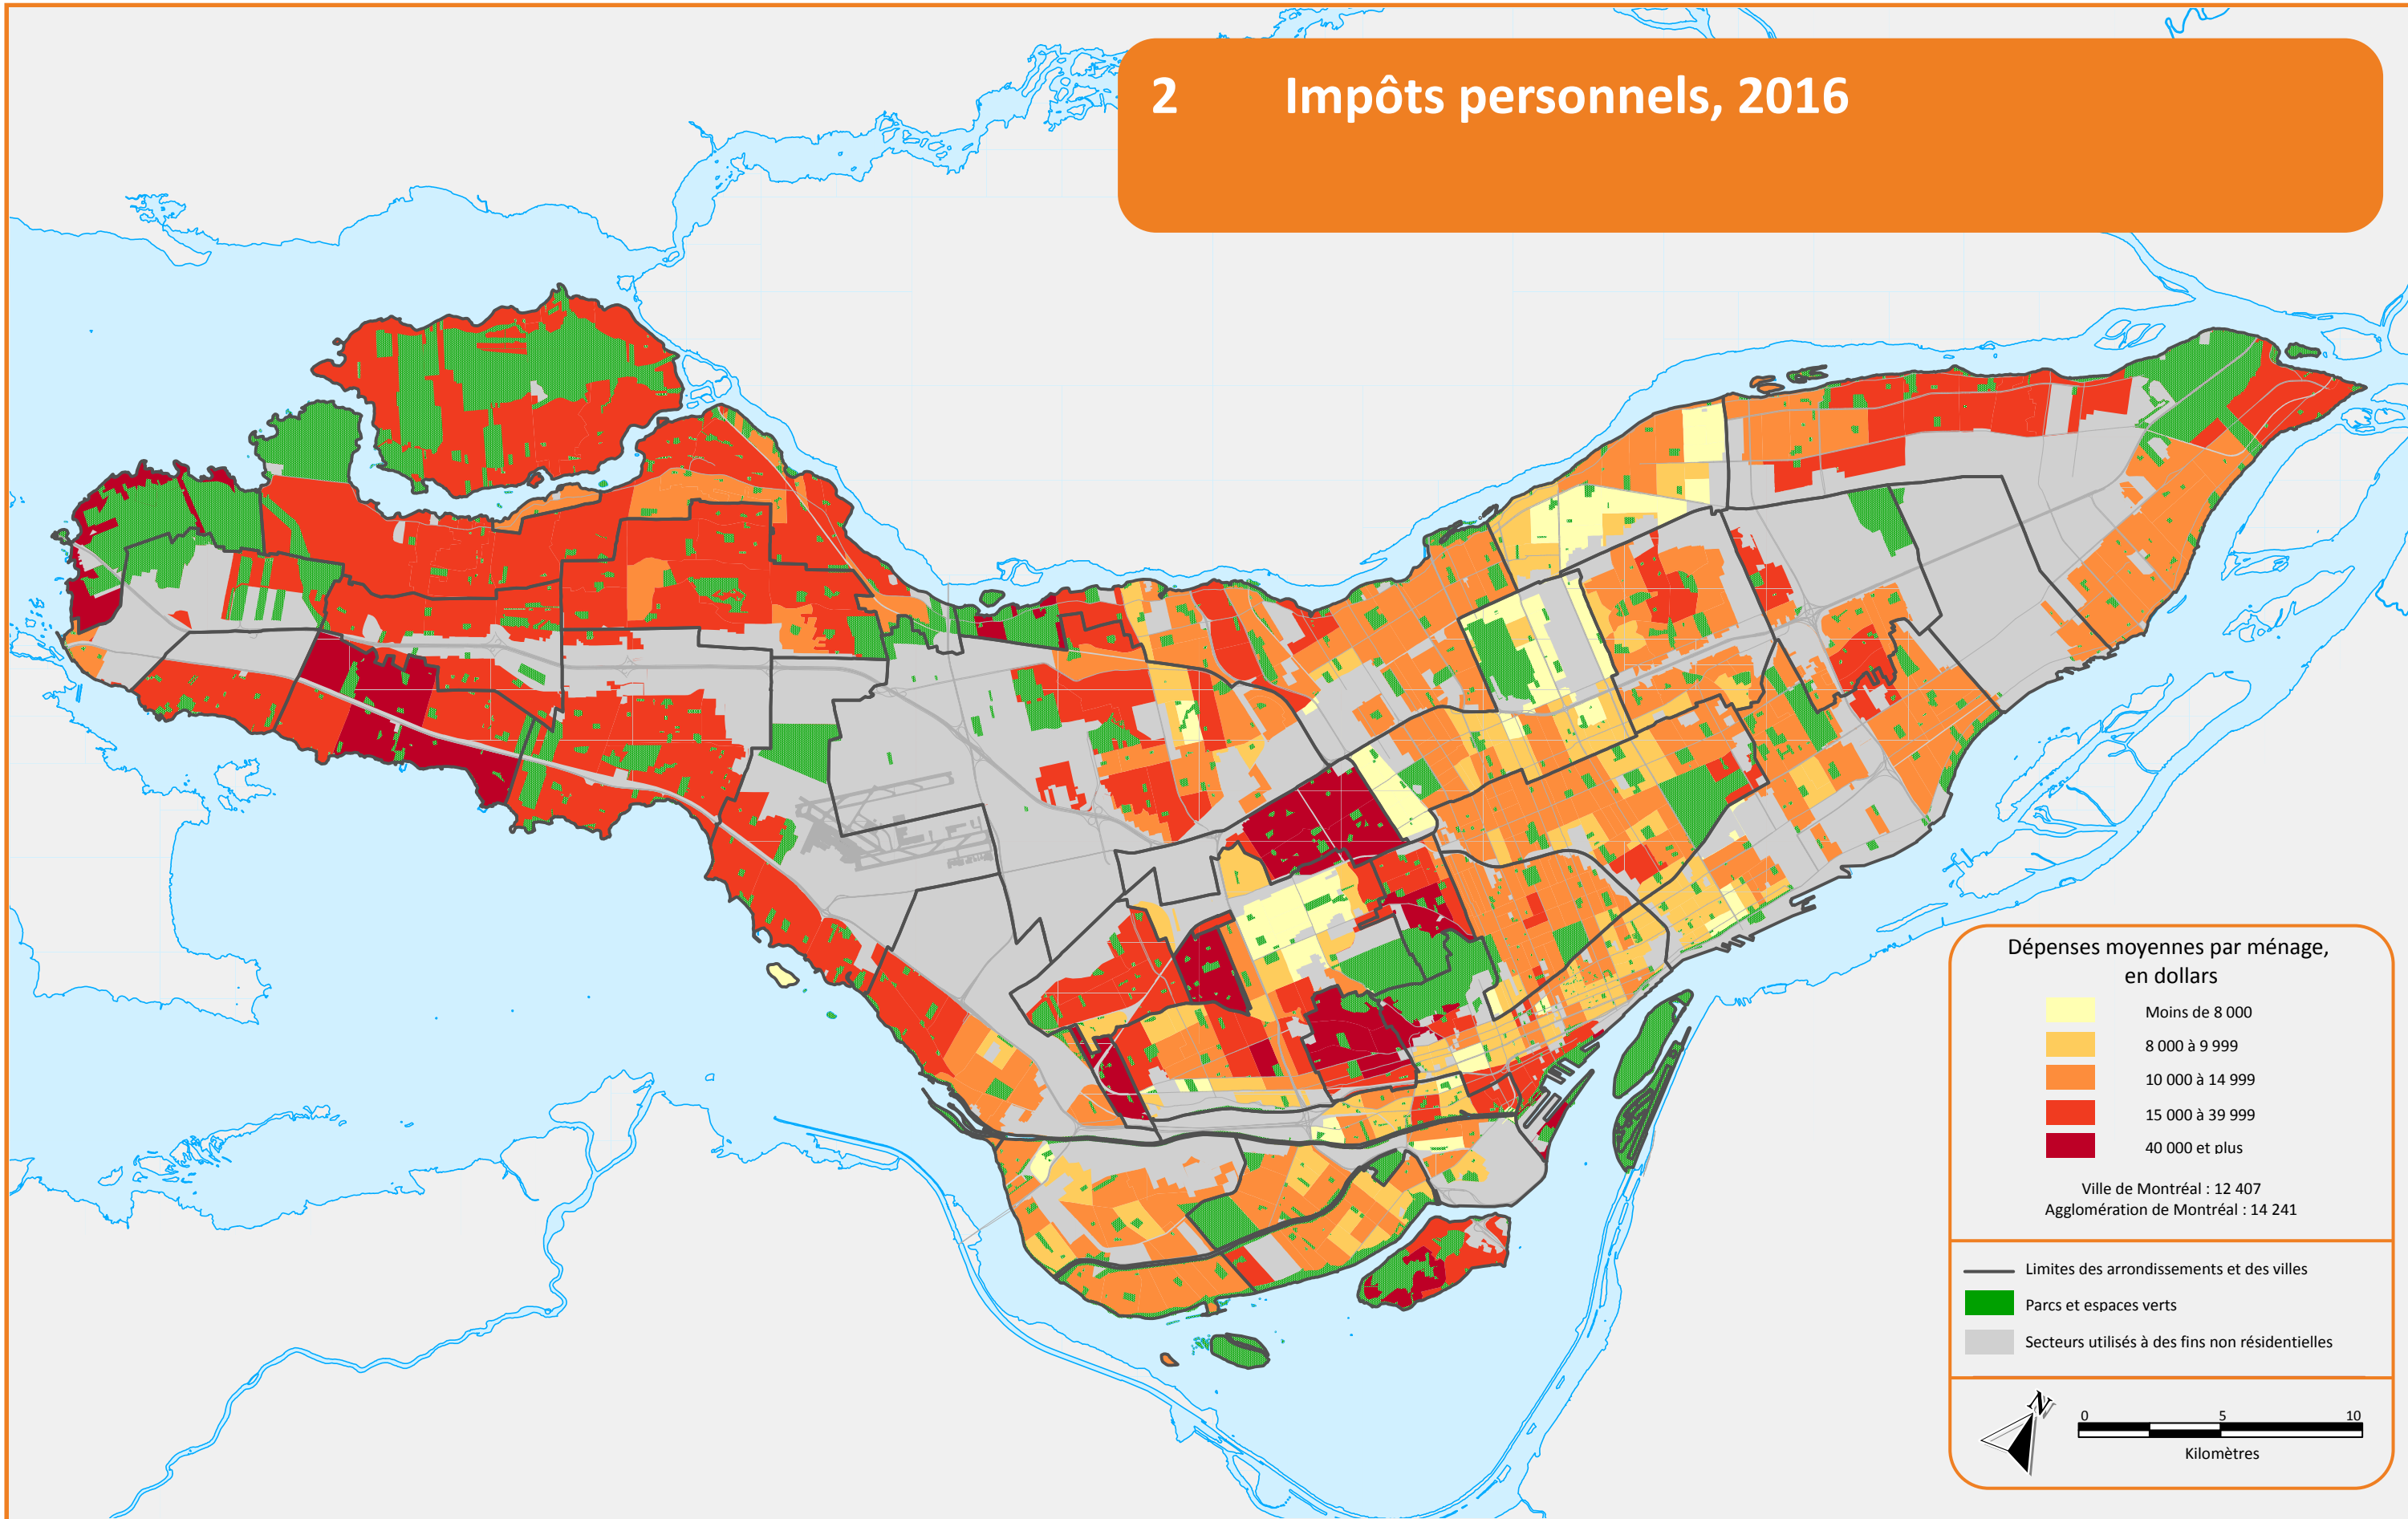 2 Impôts personnels, 2016
Dépenses moyennes par ménage,
en dollars
Moins de 8 000
8 000 à 9 999
10 000 à 14 999
15 000 à 39 999
40 000 et plus
Ville de Montréal : 12 407
Agglomération de Montréal : 14 241
Limites des arrondissements et des villes
Parcs et espaces verts
Secteurs utilisés à des fins non résidentielles
N
0 5 10
Kilomètres